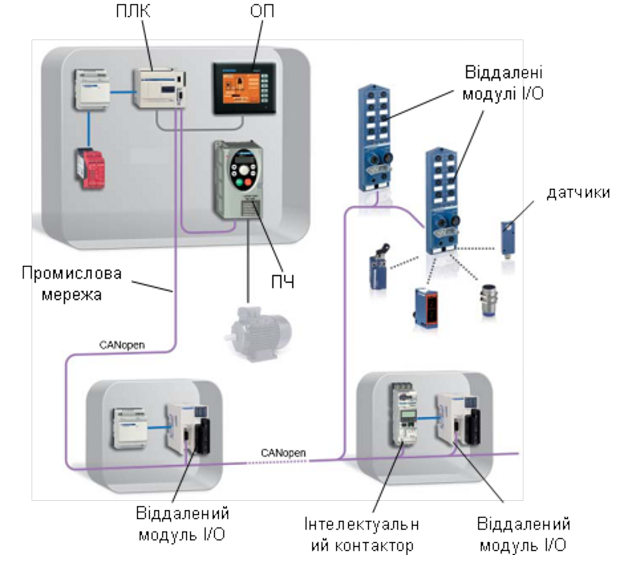 ПЛК
ОП
Віддалені
модулі І/О
датчики
Промислова
мережа
ПЧ
CANopen
CANopen
Віддалений
модуль І/О
Інтелектуальн
ий контактор
Віддалений
модуль І/О